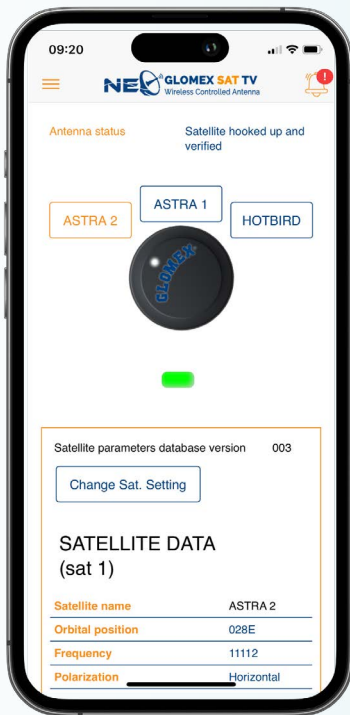 09:20
NEO GLOMEX SAT TV
Wireless Controlled Antenna
!
Antenna status Satellite hooked up and
verified
ASTRA 2
ASTRA 1
HOTBIRD
GLOMEX
Satellite parameters database version 003
Change Sat. Setting
SATELLITE DATA
(sat 1)
Satellite name ASTRA 2
Orbital position 028E
Frequency 11112
Polarization Horizontal